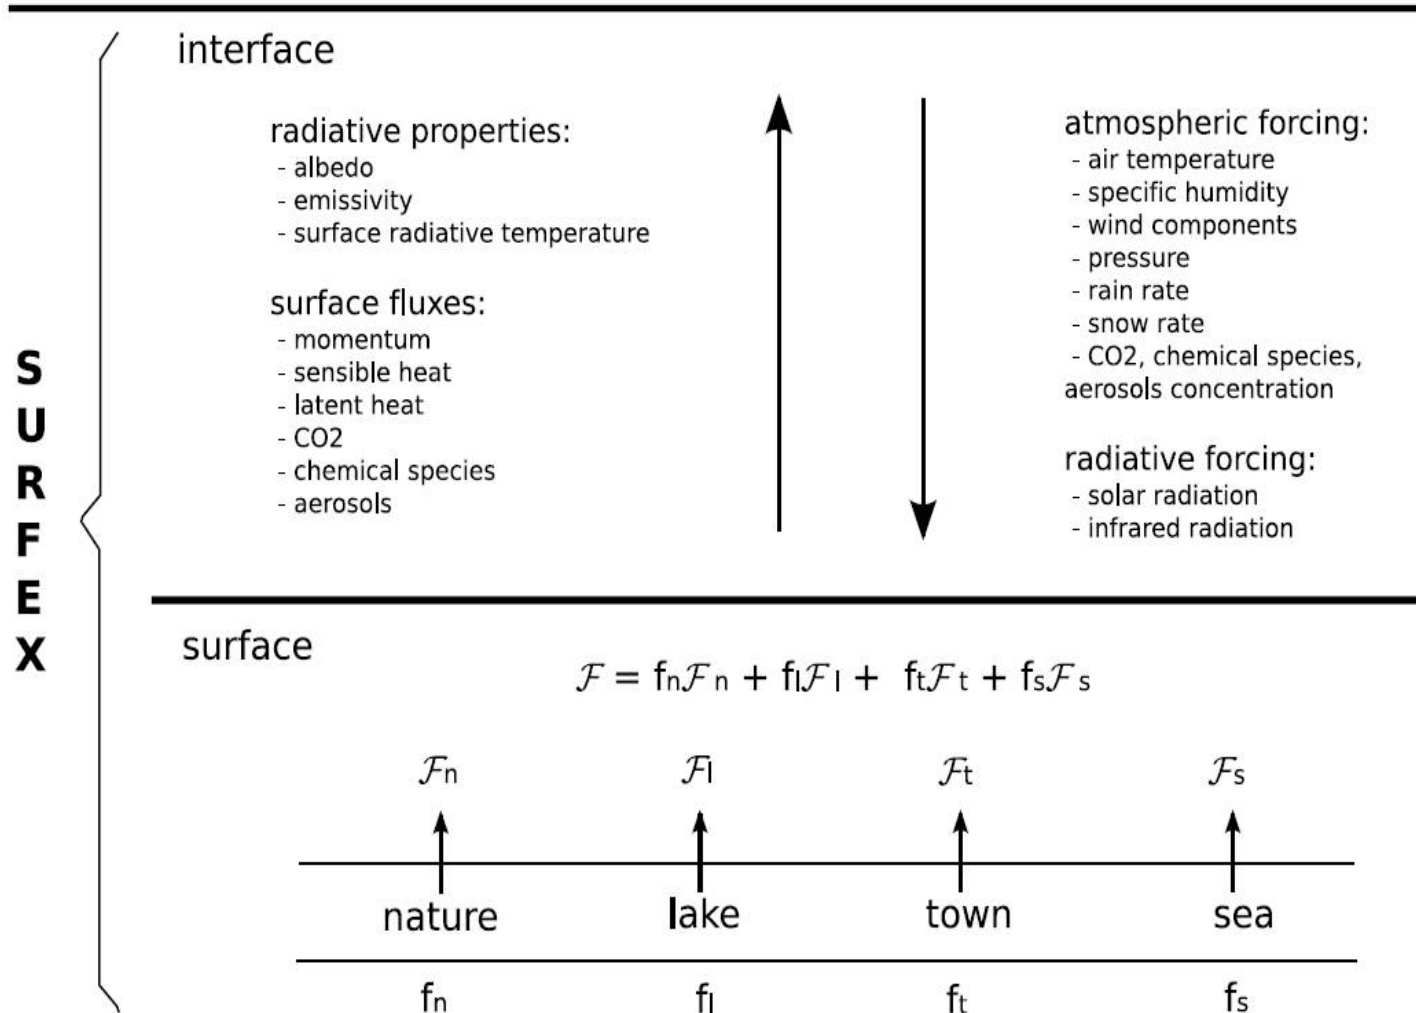 SURFEX
interface
radiative properties:
- albedo
- emissivity
- surface radiative temperature
surface fluxes:
- momentum
- sensible heat
- latent heat
- CO2
- chemical species
- aerosols
atmospheric forcing:
- air temperature
- specific humidity
- wind components
- pressure
- rain rate
- snow rate
- CO2, chemical species,
aerosols concentration
radiative forcing:
- solar radiation
- infrared radiation
surface
ℱ = fnℱn + flℱl + ftℱt + fsℱs
ℱn ℱl ℱt ℱs
nature lake town sea
fn fl ft fs